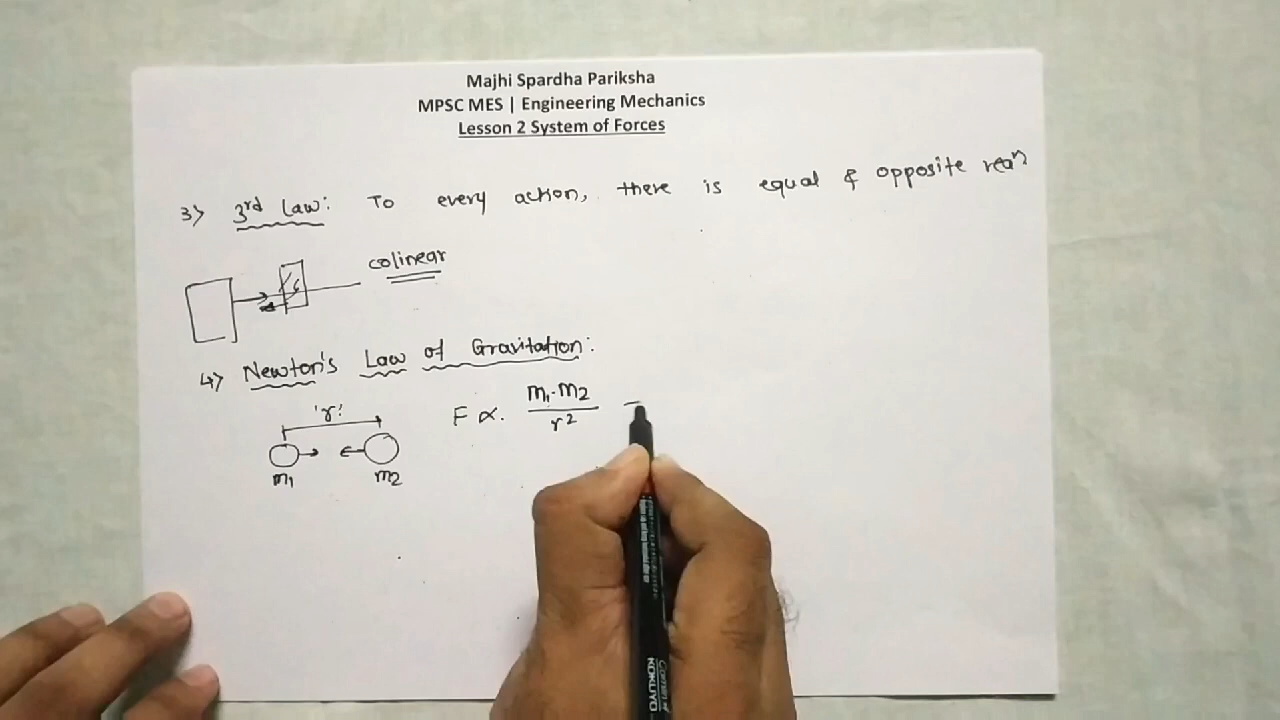 Majhi Spardha Pariksha
MPSC MES | Engineering Mechanics
Lesson 2 System of Forces
3> 3rd Law: To every action, there is equal & opposite reaⁿ
colinear
4> Newton's Law of Gravitation:
'r'
F ∝. m₁.m₂ / r²
m₁ m₂
KOKUYO